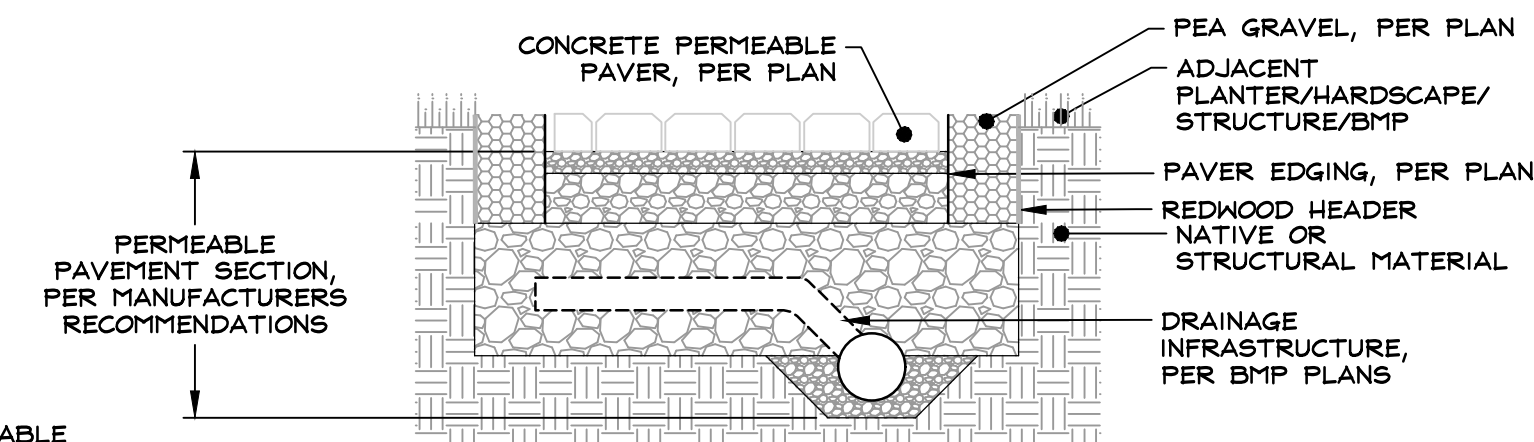 CONCRETE PERMEABLE
PAVER, PER PLAN
PEA GRAVEL, PER PLAN
ADJACENT
PLANTER/HARDSCAPE/
STRUCTURE/BMP
PAVER EDGING, PER PLAN
REDWOOD HEADER
NATIVE OR
STRUCTURAL MATERIAL
PERMEABLE
PAVEMENT SECTION,
PER MANUFACTURERS
RECOMMENDATIONS
DRAINAGE
INFRASTRUCTURE,
PER BMP PLANS